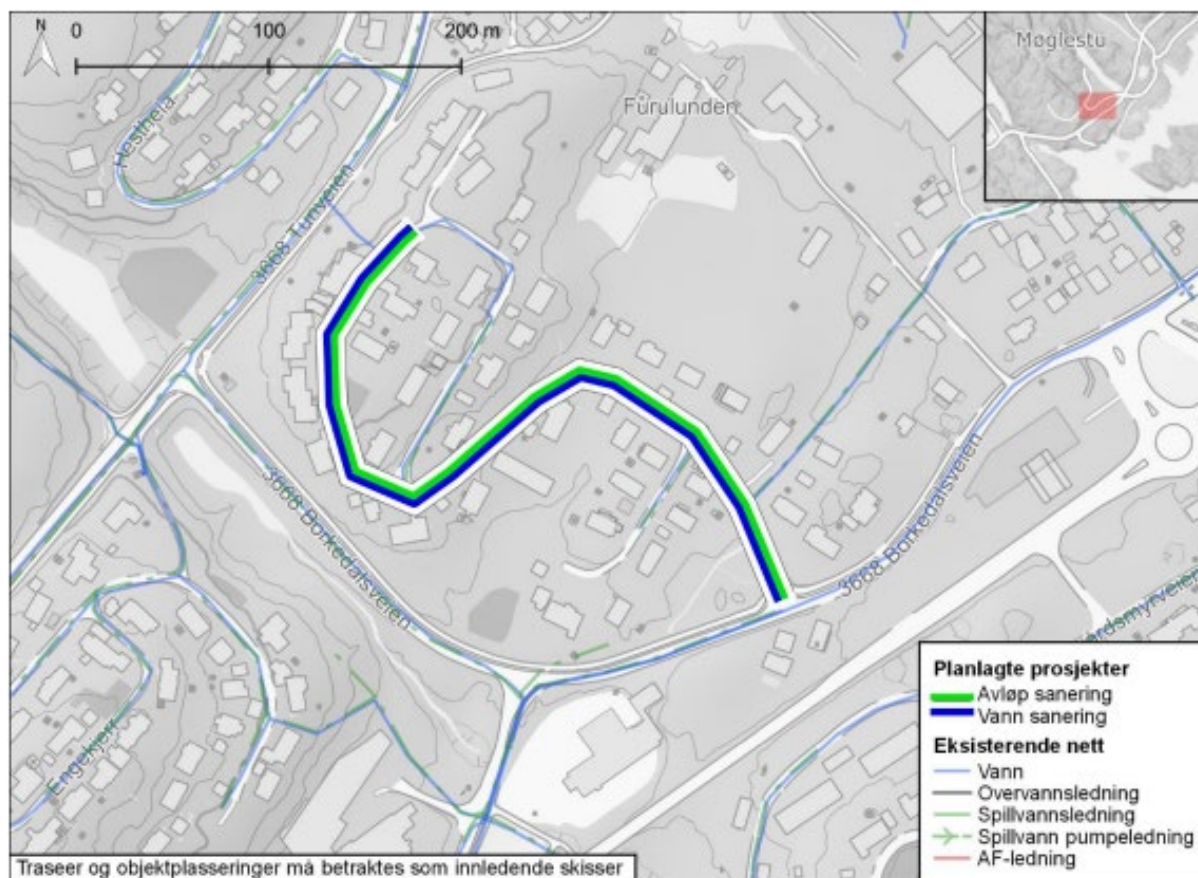 N
0 100 200 m
Møglestu
Furulunden
Hestheia
3668 Tunveien
3668 Borkedalsveien
3668 Borkedalsveien
Engekjerr
Planlagte prosjekter
Avløp sanering
Vann sanering
Eksisterende nett
Vann
Overvannsledning
Spillvannsledning
Spillvann pumpeledning
AF-ledning
Traseer og objektplasseringer må betraktes som innledende skisser